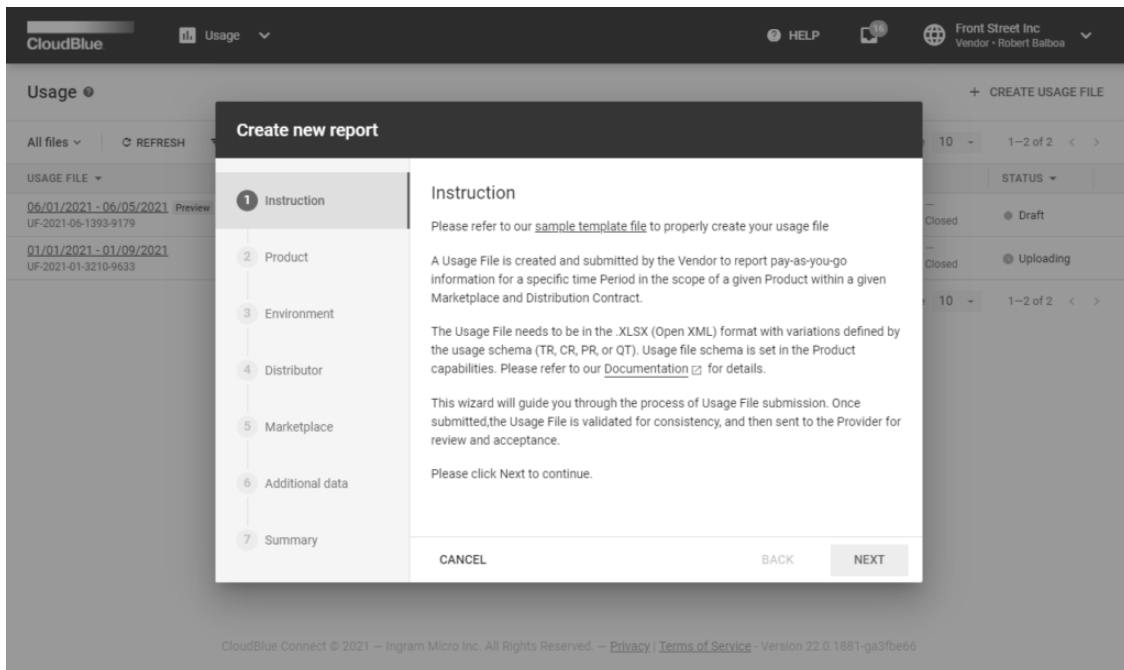 CloudBlue
Usage
HELP
16
Front Street Inc
Vendor • Robert Balboa
Usage
+ CREATE USAGE FILE
All files
REFRESH
10
1–2 of 2
USAGE FILE
STATUS
06/01/2021 - 06/05/2021 Preview
UF-2021-06-1393-9179
—
Closed
Draft
01/01/2021 - 01/09/2021
UF-2021-01-3210-9633
—
Closed
Uploading
10
1–2 of 2
Create new report
1 Instruction
2 Product
3 Environment
4 Distributor
5 Marketplace
6 Additional data
7 Summary
Instruction
Please refer to our sample template file to properly create your usage file
A Usage File is created and submitted by the Vendor to report pay-as-you-go
information for a specific time Period in the scope of a given Product within a given
Marketplace and Distribution Contract.
The Usage File needs to be in the .XLSX (Open XML) format with variations defined by
the usage schema (TR, CR, PR, or QT). Usage file schema is set in the Product
capabilities. Please refer to our Documentation for details.
This wizard will guide you through the process of Usage File submission. Once
submitted,the Usage File is validated for consistency, and then sent to the Provider for
review and acceptance.
Please click Next to continue.
CANCEL
BACK
NEXT
CloudBlue Connect © 2021 — Ingram Micro Inc. All Rights Reserved. — Privacy | Terms of Service - Version 22.0.1881-ga3fbe66